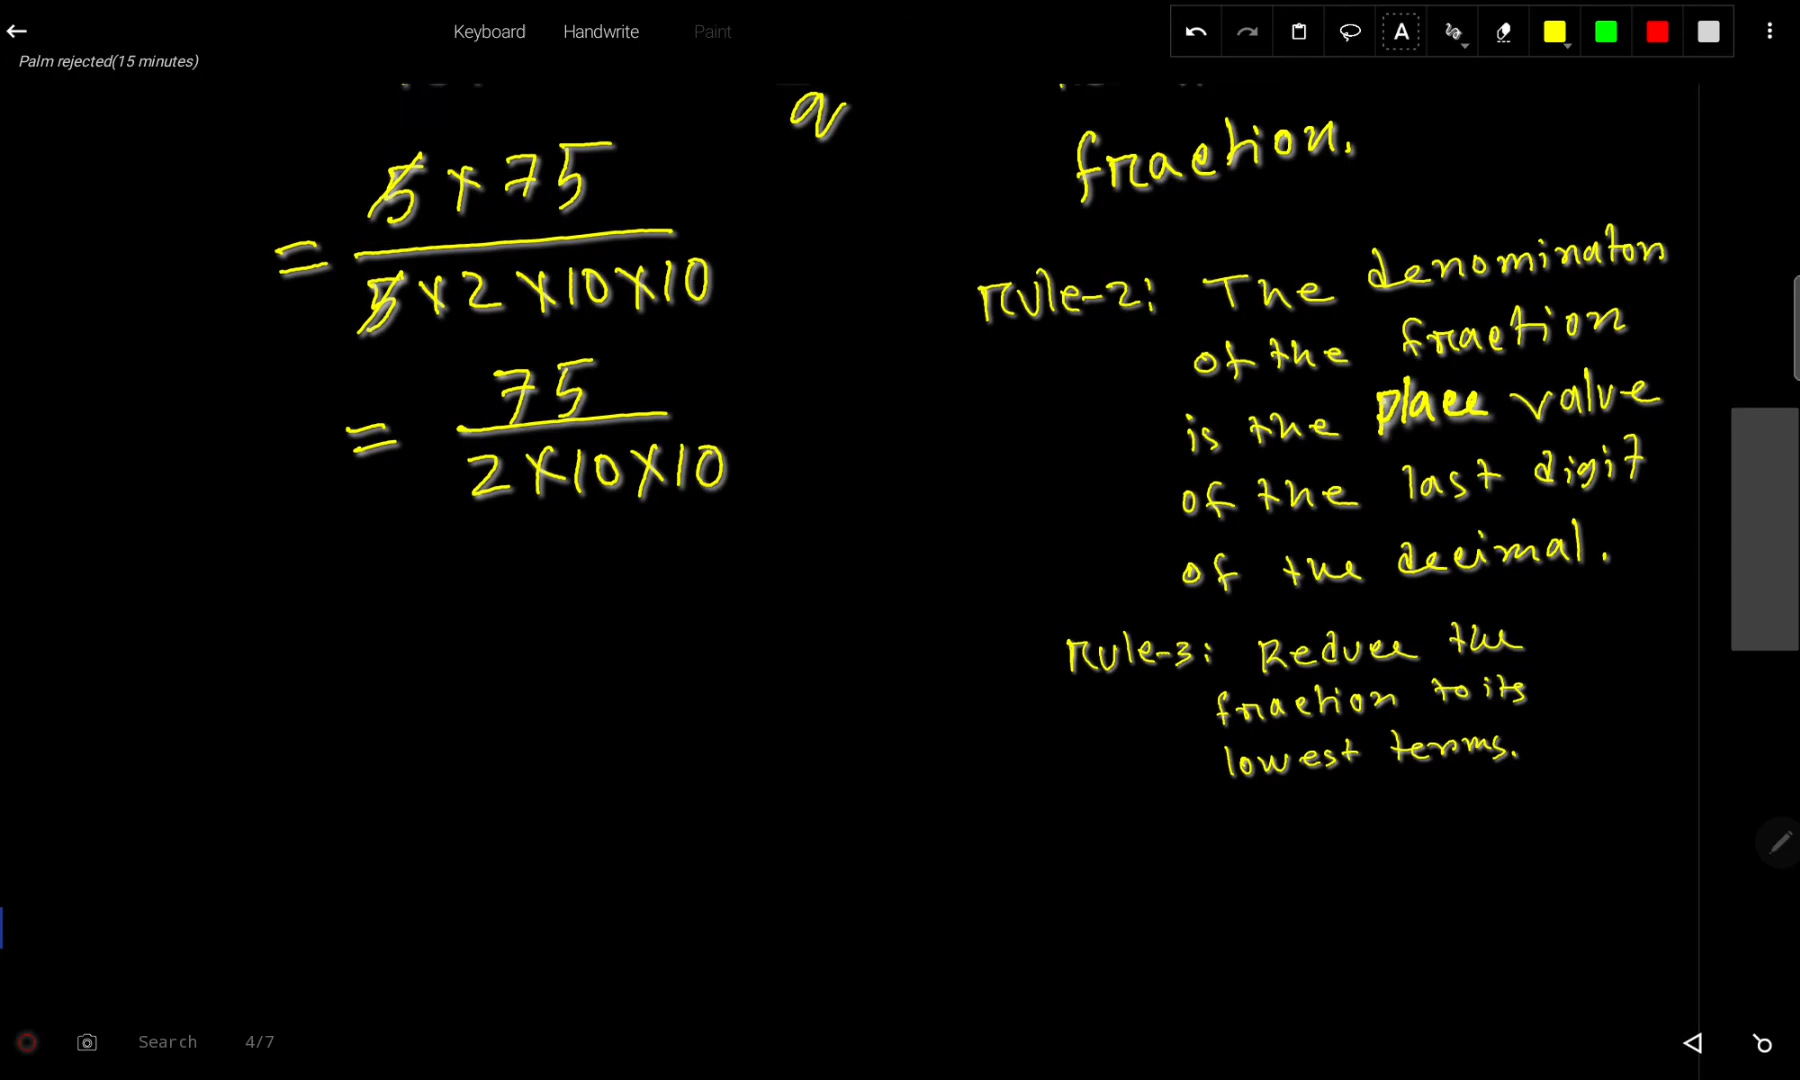 Keyboard Handwrite Paint
Palm rejected(15 minutes)
A
q
= 5 × 75
5 × 2 × 10 × 10
= 75
2 × 10 × 10
fraction.
Rule-2: The denominator
of the fraction
is the place value
of the last digit
of the decimal.
Rule-3: Reduce the
fraction to its
lowest terms.
Search 4/7